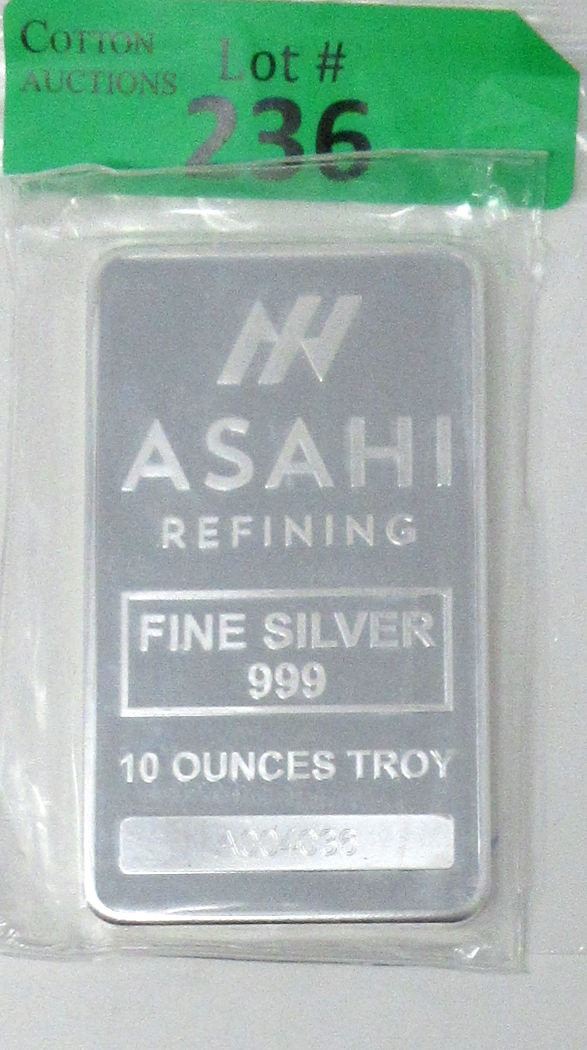 COTTON
AUCTIONS
Lot #
236
ASAHI
REFINING
FINE SILVER
999
10 OUNCES TROY